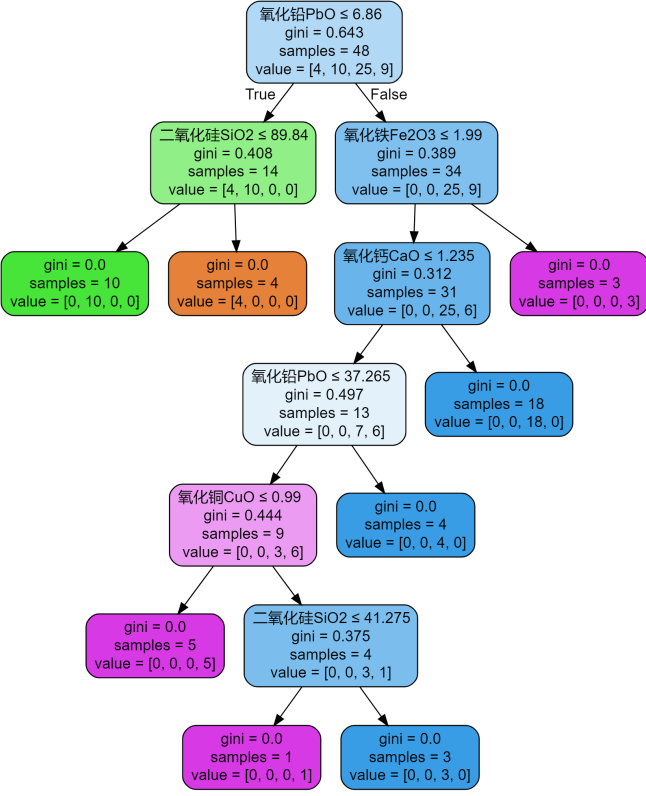 氧化铅PbO ≤ 6.86
gini = 0.643
samples = 48
value = [4, 10, 25, 9]
True
False
二氧化硅SiO2 ≤ 89.84
gini = 0.408
samples = 14
value = [4, 10, 0, 0]
氧化铁Fe2O3 ≤ 1.99
gini = 0.389
samples = 34
value = [0, 0, 25, 9]
gini = 0.0
samples = 10
value = [0, 10, 0, 0]
gini = 0.0
samples = 4
value = [4, 0, 0, 0]
氧化钙CaO ≤ 1.235
gini = 0.312
samples = 31
value = [0, 0, 25, 6]
gini = 0.0
samples = 3
value = [0, 0, 0, 3]
氧化铅PbO ≤ 37.265
gini = 0.497
samples = 13
value = [0, 0, 7, 6]
gini = 0.0
samples = 18
value = [0, 0, 18, 0]
氧化铜CuO ≤ 0.99
gini = 0.444
samples = 9
value = [0, 0, 3, 6]
gini = 0.0
samples = 4
value = [0, 0, 4, 0]
gini = 0.0
samples = 5
value = [0, 0, 0, 5]
二氧化硅SiO2 ≤ 41.275
gini = 0.375
samples = 4
value = [0, 0, 3, 1]
gini = 0.0
samples = 1
value = [0, 0, 0, 1]
gini = 0.0
samples = 3
value = [0, 0, 3, 0]